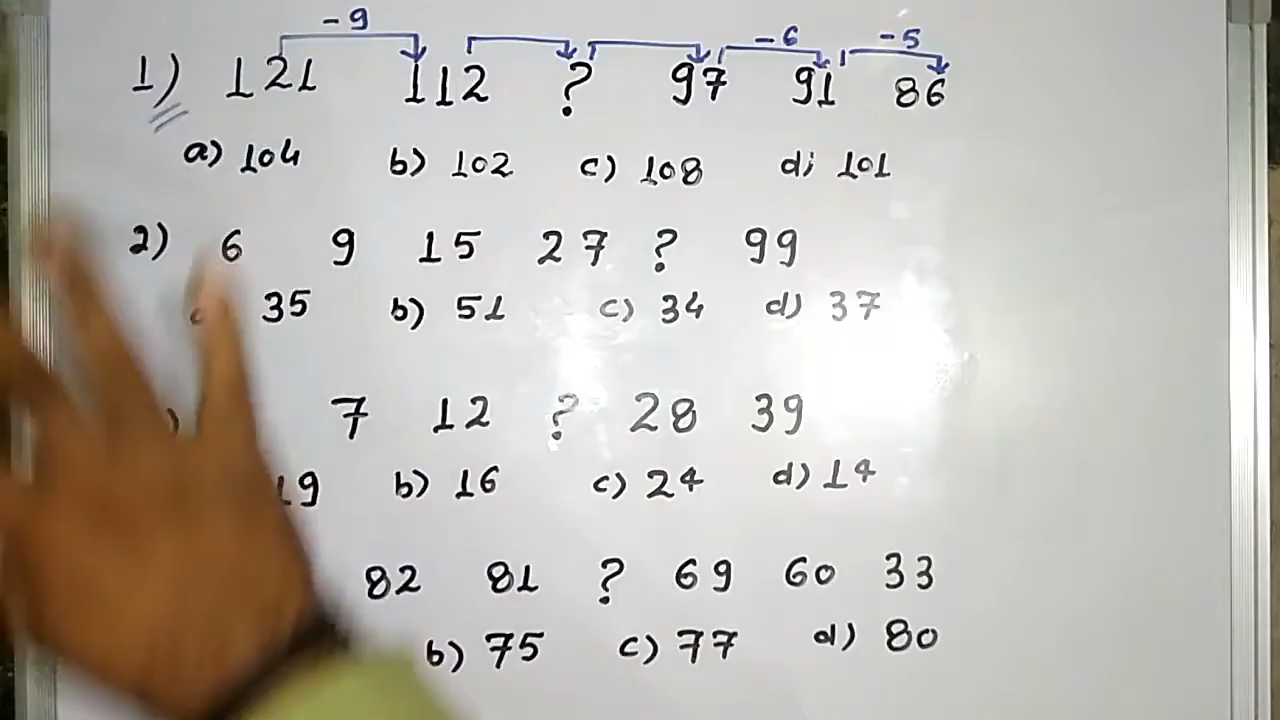 -9 -6 -5
1) 121 112 ? 97 91 86
a) 104 b) 102 c) 108 d) 101
2) 6 9 15 27 ? 99
35 b) 51 c) 34 d) 37
) 7 12 ? 28 39
19 b) 16 c) 24 d) 14
82 81 ? 69 60 33
b) 75 c) 77 d) 80